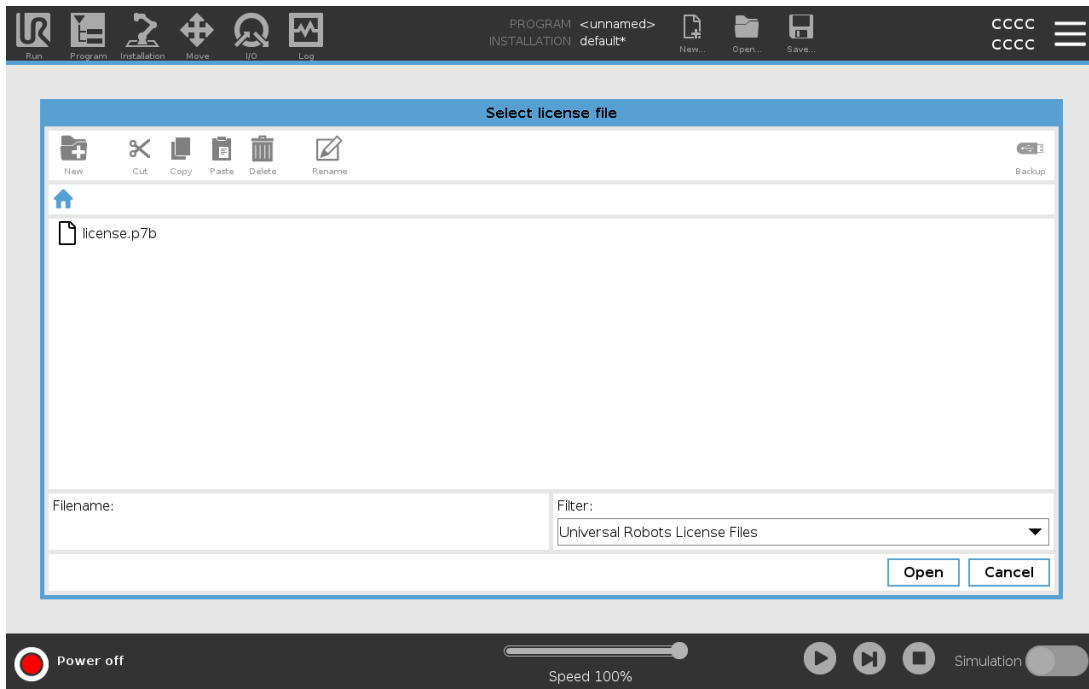 PROGRAM <unnamed>
INSTALLATION default*
CCCC
CCCC
Run Program Installation Move I/O Log New... Open... Save...
Select license file
New Cut Copy Paste Delete Rename Backup
license.p7b
Filename: Filter:
Universal Robots License Files
Open Cancel
Power off Speed 100% Simulation